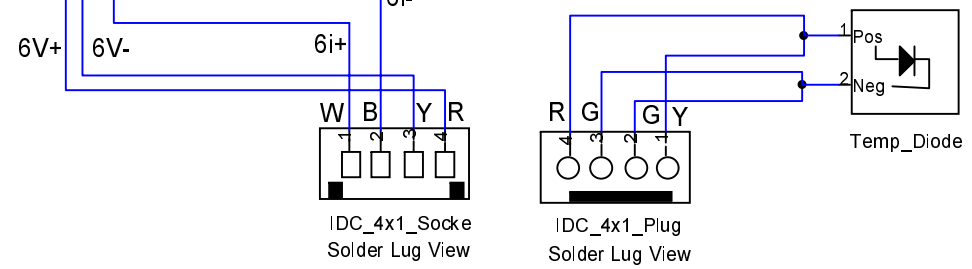 6i-
6V+ 6V- 6i+
W B Y R
1 2 3 4
IDC_4x1_Socke
Solder Lug View
R G G Y
4 3 2 1
IDC_4x1_Plug
Solder Lug View
1 Pos
2 Neg
Temp_Diode